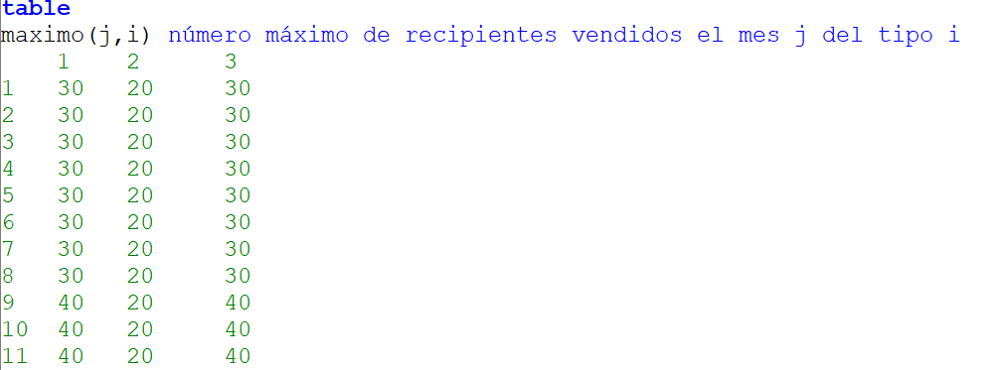 table
maximo(j,i) número máximo de recipientes vendidos el mes j del tipo i
1 2 3
1 30 20 30
2 30 20 30
3 30 20 30
4 30 20 30
5 30 20 30
6 30 20 30
7 30 20 30
8 30 20 30
9 40 20 40
10 40 20 40
11 40 20 40